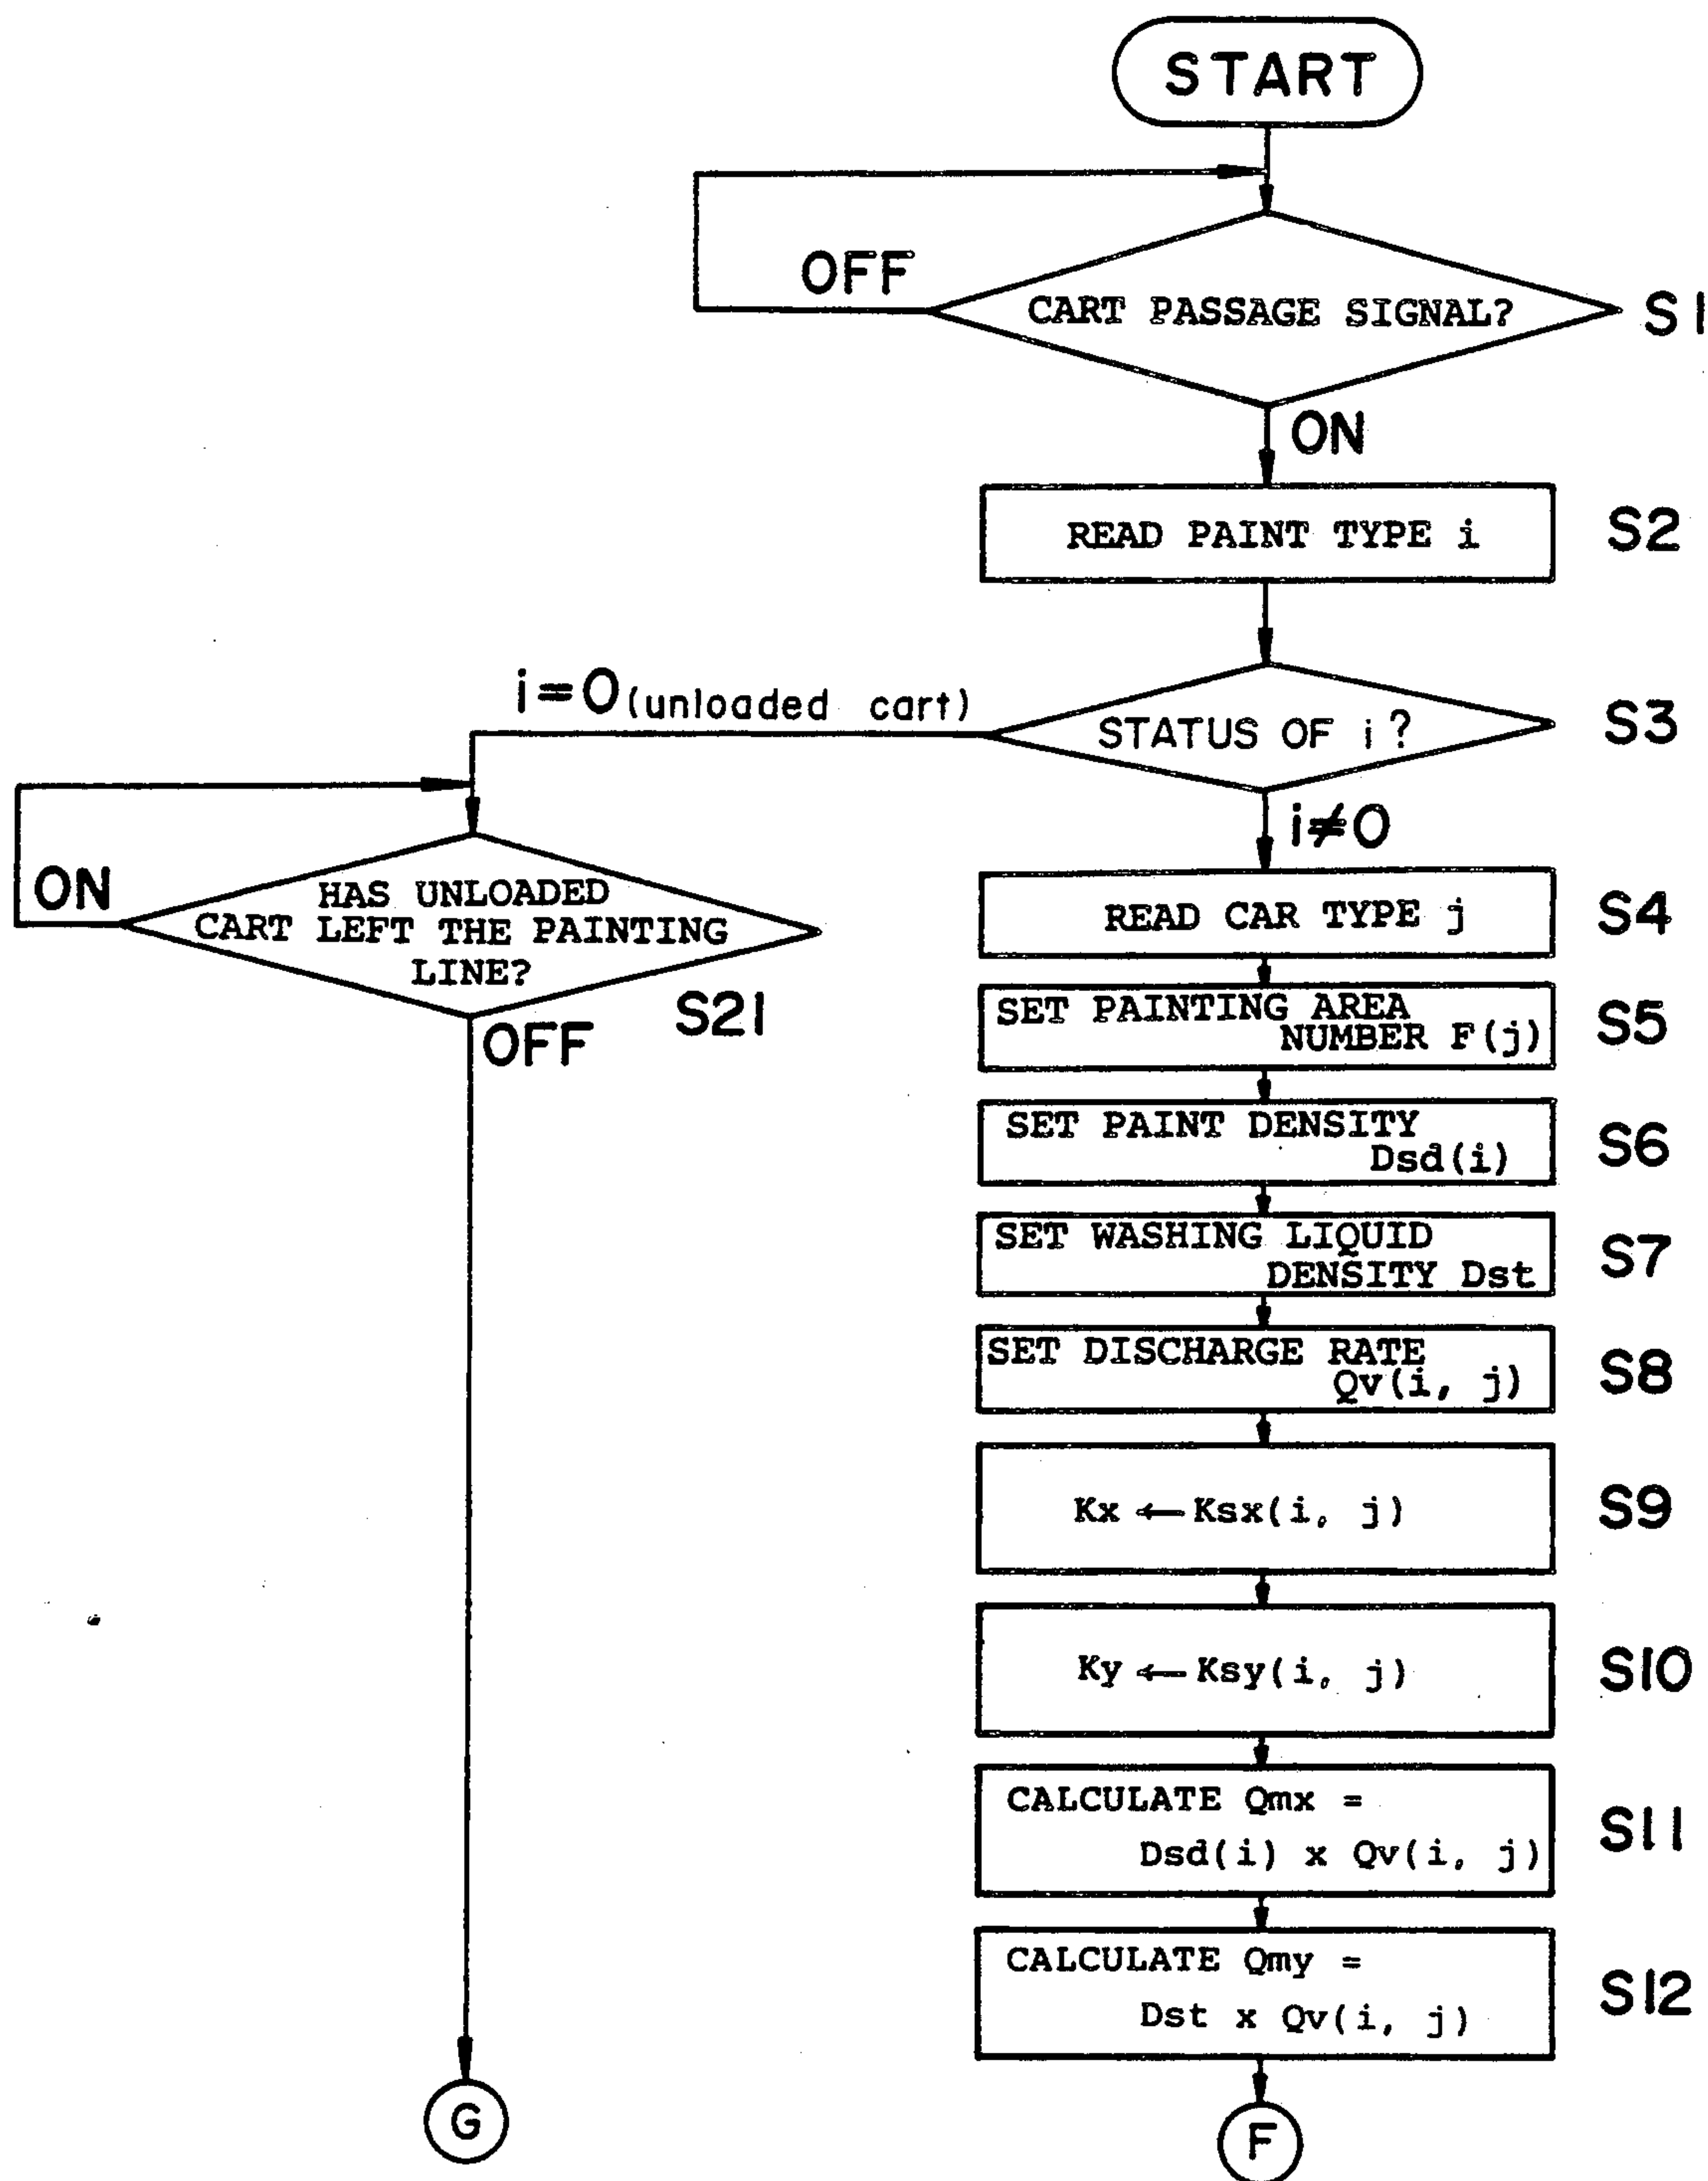 START
OFF
CART PASSAGE SIGNAL?
S1
ON
READ PAINT TYPE i
S2
i=0(unloaded cart)
STATUS OF i?
S3
i≠0
ON
HAS UNLOADED
CART LEFT THE PAINTING
LINE?
S21
OFF
READ CAR TYPE j
S4
SET PAINTING AREA
NUMBER F(j)
S5
SET PAINT DENSITY
Dsd(i)
S6
SET WASHING LIQUID
DENSITY Dst
S7
SET DISCHARGE RATE
Qv(i, j)
S8
Kx ← Ksx(i, j)
S9
Ky ← Ksy(i, j)
S10
CALCULATE Qmx =
Dsd(i) x Qv(i, j)
S11
CALCULATE Qmy =
Dst x Qv(i, j)
S12
G
F